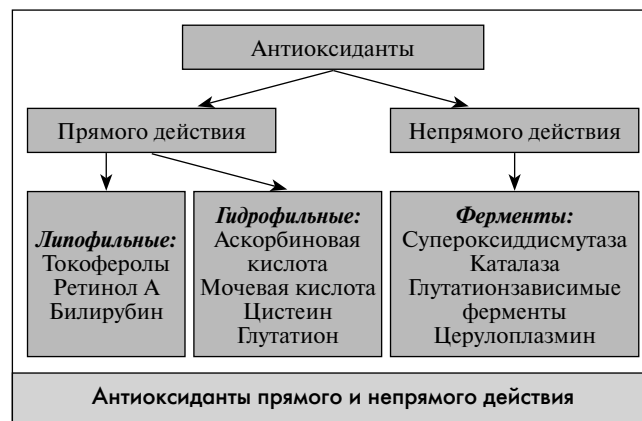 Антиоксиданты
Прямого действия
Непрямого действия
Липофильные:
Токоферолы
Ретинол А
Билирубин
Гидрофильные:
Аскорбиновая
кислота
Мочевая кислота
Цистеин
Глутатион
Ферменты:
Супероксиддисмутаза
Каталаза
Глутатионзависимые
ферменты
Церулоплазмин
Антиоксиданты прямого и непрямого действия